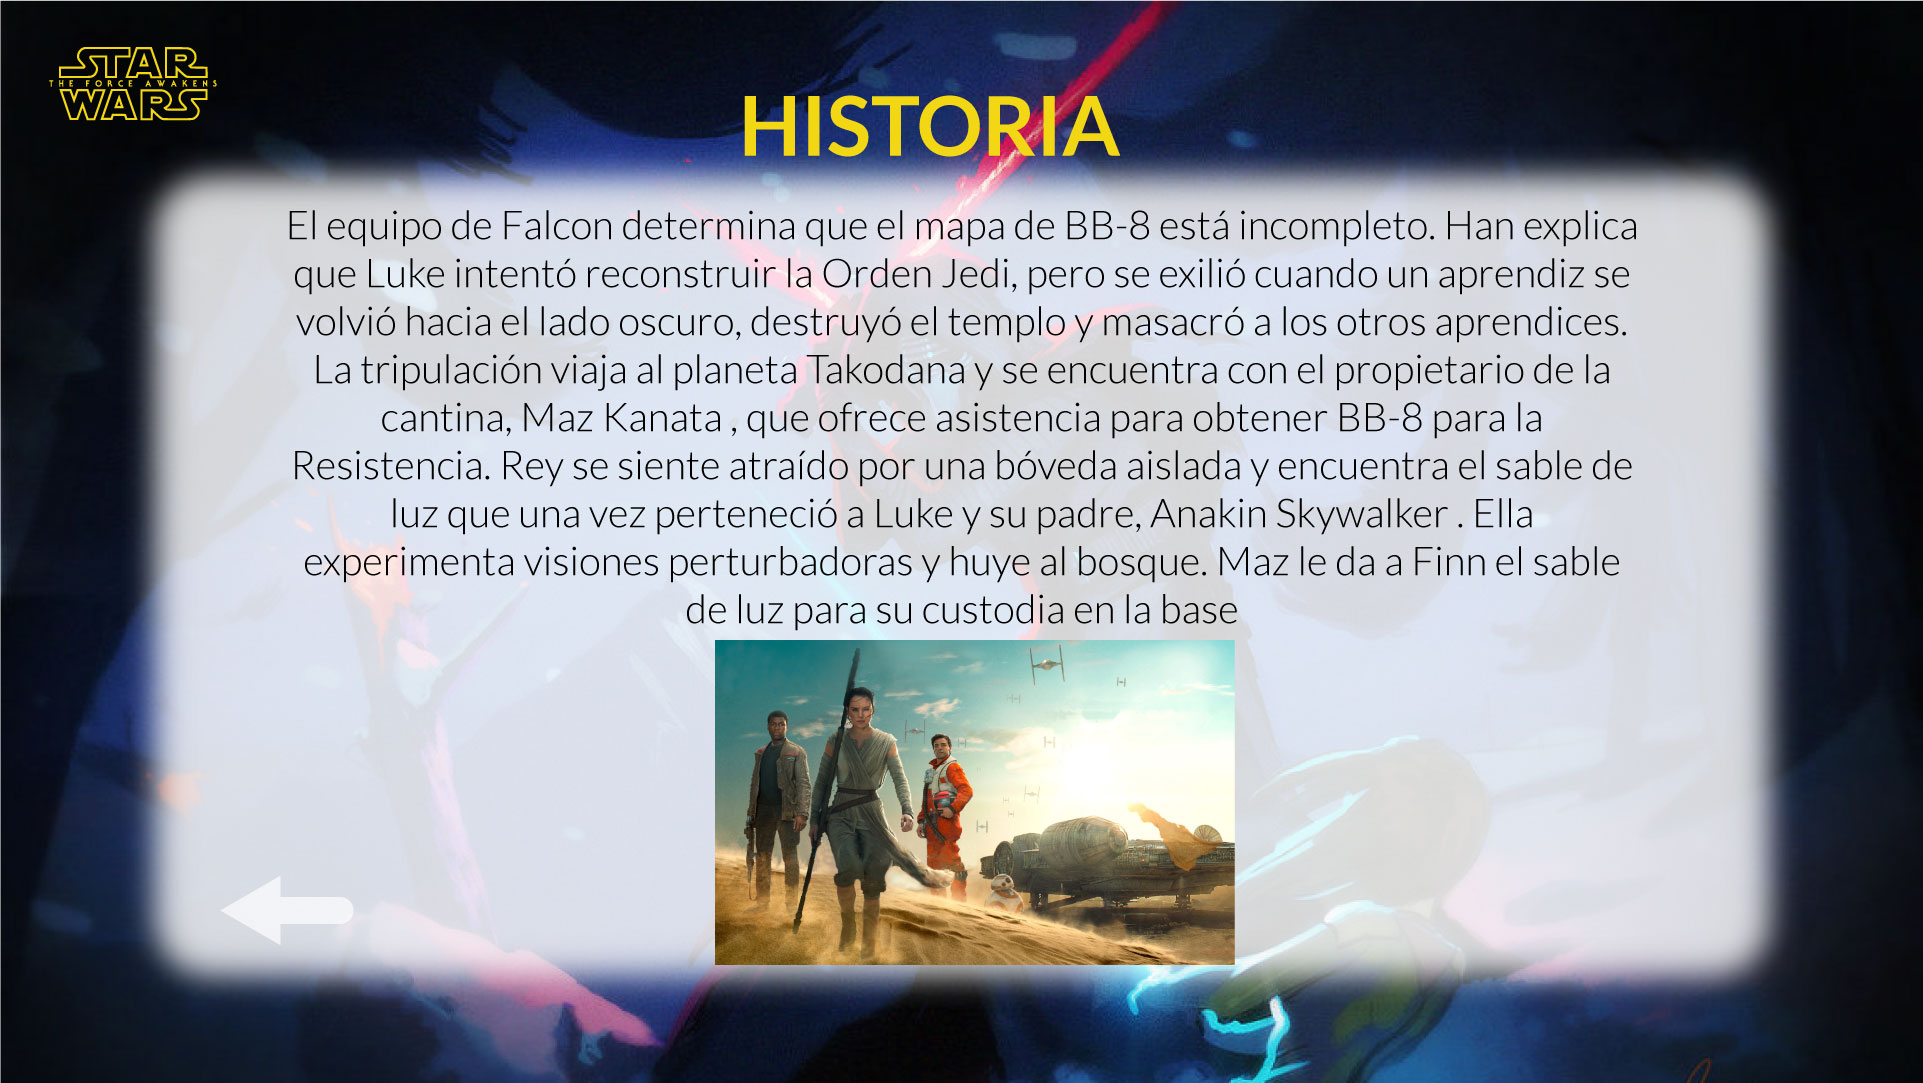 STAR
THE FORCE AWAKENS
WARS
HISTORIA
El equipo de Falcon determina que el mapa de BB-8 está incompleto. Han explica
que Luke intentó reconstruir la Orden Jedi, pero se exilió cuando un aprendiz se
volvió hacia el lado oscuro, destruyó el templo y masacró a los otros aprendices.
La tripulación viaja al planeta Takodana y se encuentra con el propietario de la
cantina, Maz Kanata , que ofrece asistencia para obtener BB-8 para la
Resistencia. Rey se siente atraído por una bóveda aislada y encuentra el sable de
luz que una vez perteneció a Luke y su padre, Anakin Skywalker . Ella
experimenta visiones perturbadoras y huye al bosque. Maz le da a Finn el sable
de luz para su custodia en la base